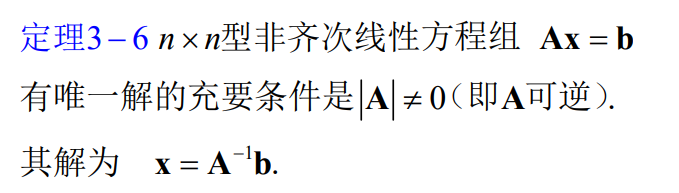 定理3−6 n×n型非齐次线性方程组 Ax = b
有唯一解的充要条件是|A| ≠ 0(即A可逆).
其解为 x = A⁻¹b.